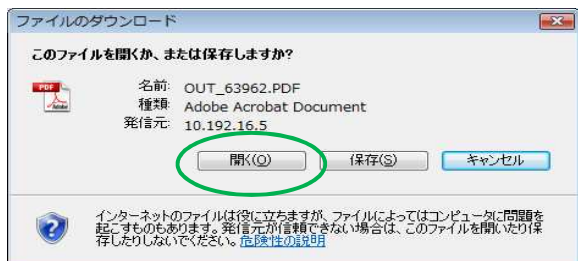 ファイルのダウンロード
このファイルを開くか、または保存しますか?
PDF
Adobe
名前: OUT_63962.PDF
種類: Adobe Acrobat Document
発信元: 10.192.16.5
開く(O) 保存(S) キャンセル
インターネットのファイルは役に立ちますが、ファイルによってはコンピュータに問題を
起こすものもあります。発信元が信頼できない場合は、このファイルを開いたり保
存したりしないでください。危険性の説明